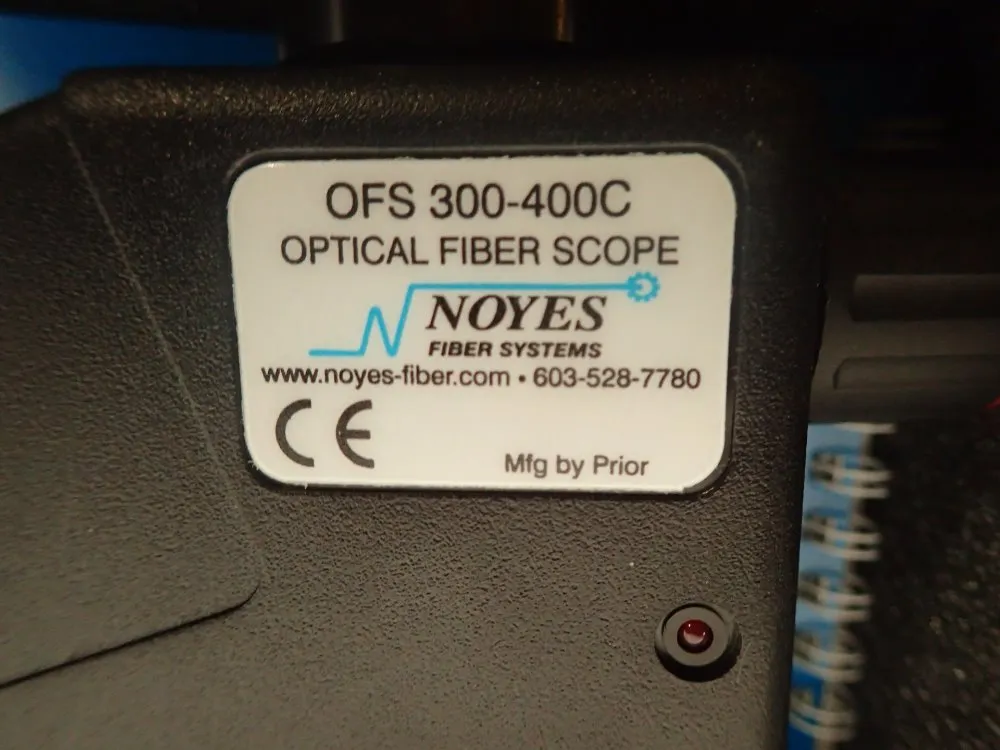 OFS 300-400C
OPTICAL FIBER SCOPE
NOYES
FIBER SYSTEMS
www.noyes-fiber.com • 603-528-7780
CE
Mfg by Prior